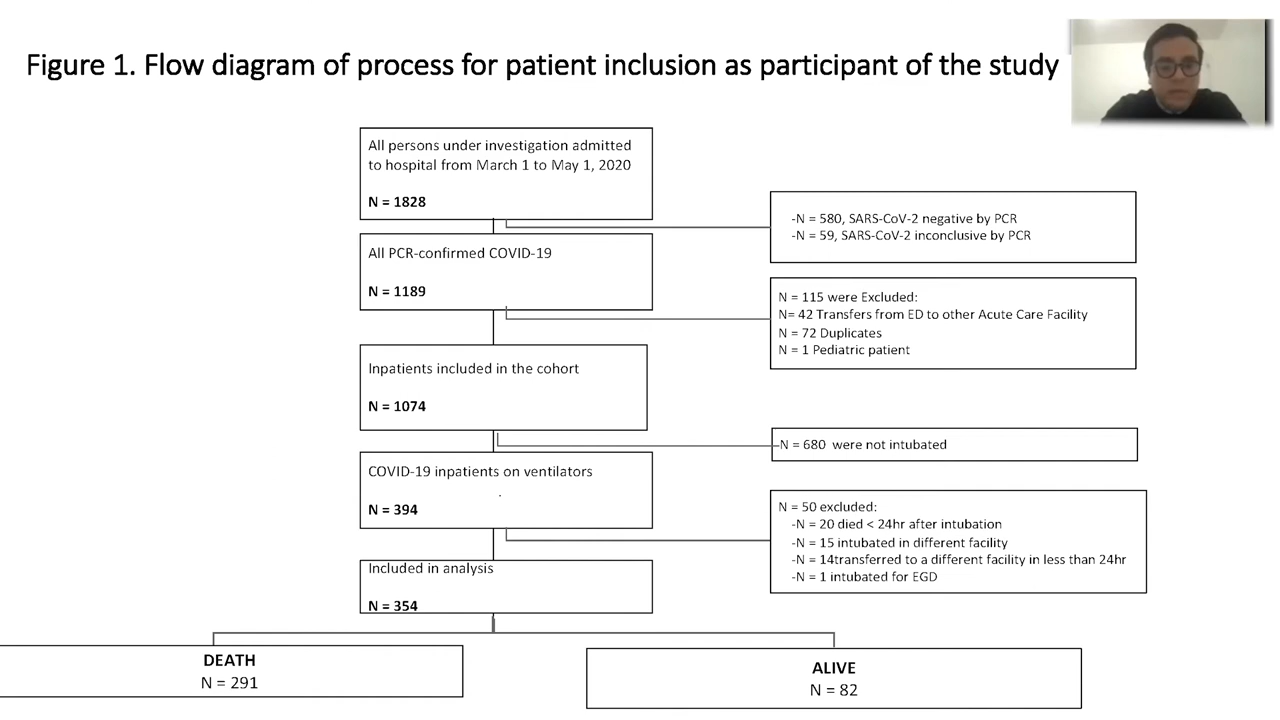 Figure 1. Flow diagram of process for patient inclusion as participant of the study
All persons under investigation admitted
to hospital from March 1 to May 1, 2020
N = 1828
-N = 580, SARS-CoV-2 negative by PCR
-N = 59, SARS-CoV-2 inconclusive by PCR
All PCR-confirmed COVID-19
N = 1189
N = 115 were Excluded:
N= 42 Transfers from ED to other Acute Care Facility
N = 72 Duplicates
N = 1 Pediatric patient
Inpatients included in the cohort
N = 1074
N = 680 were not intubated
COVID-19 inpatients on ventilators
N = 394
N = 50 excluded:
-N = 20 died < 24hr after intubation
-N = 15 intubated in different facility
-N = 14transferred to a different facility in less than 24hr
-N = 1 intubated for EGD
Included in analysis
N = 354
DEATH
N = 291
ALIVE
N = 82